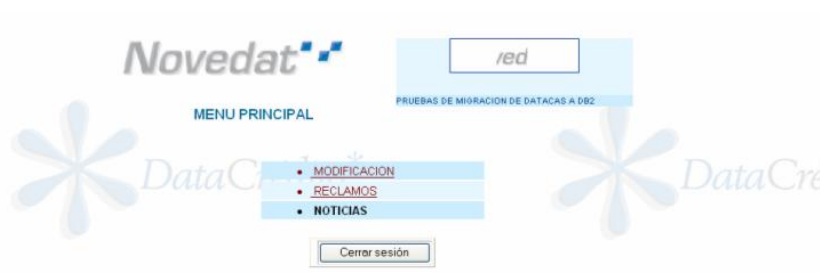 Novedat
red
PRUEBAS DE MIGRACION DE DATACAS A DB2
MENU PRINCIPAL
MODIFICACION
RECLAMOS
NOTICIAS
Cerrar sesión